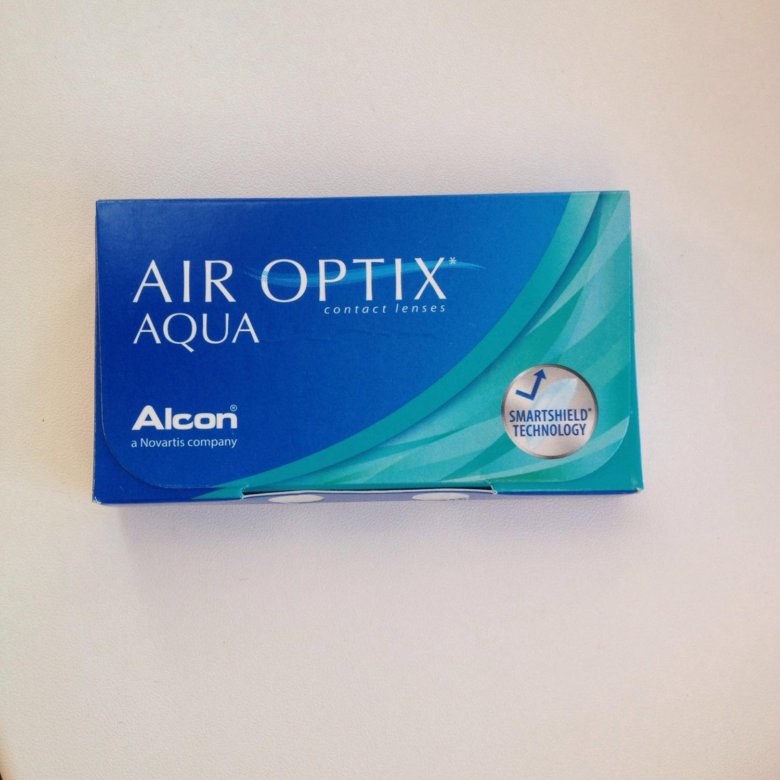 AIR OPTIX*
contact lenses
AQUA
Alcon®
a Novartis company
SMARTSHIELD*
TECHNOLOGY